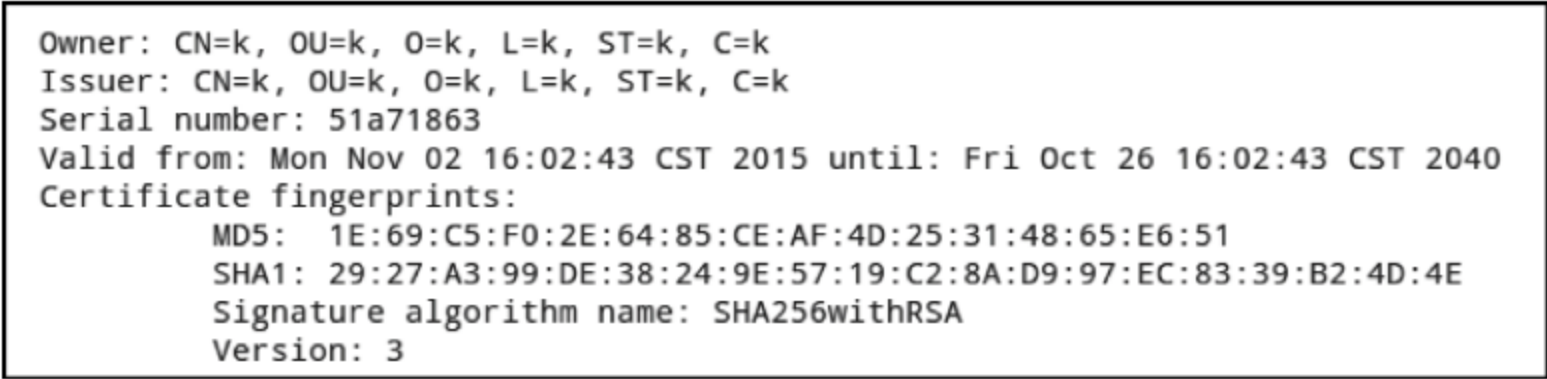 Owner: CN=k, OU=k, O=k, L=k, ST=k, C=k
Issuer: CN=k, OU=k, O=k, L=k, ST=k, C=k
Serial number: 51a71863
Valid from: Mon Nov 02 16:02:43 CST 2015 until: Fri Oct 26 16:02:43 CST 2040
Certificate fingerprints:
MD5: 1E:69:C5:F0:2E:64:85:CE:AF:4D:25:31:48:65:E6:51
SHA1: 29:27:A3:99:DE:38:24:9E:57:19:C2:8A:D9:97:EC:83:39:B2:4D:4E
Signature algorithm name: SHA256withRSA
Version: 3